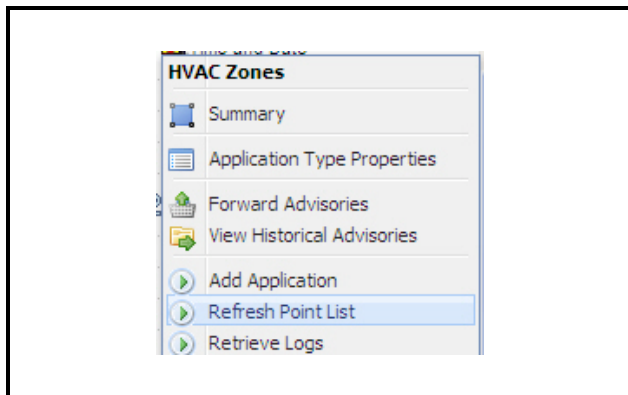 HVAC Zones
Summary
Application Type Properties
Forward Advisories
View Historical Advisories
Add Application
Refresh Point List
Retrieve Logs